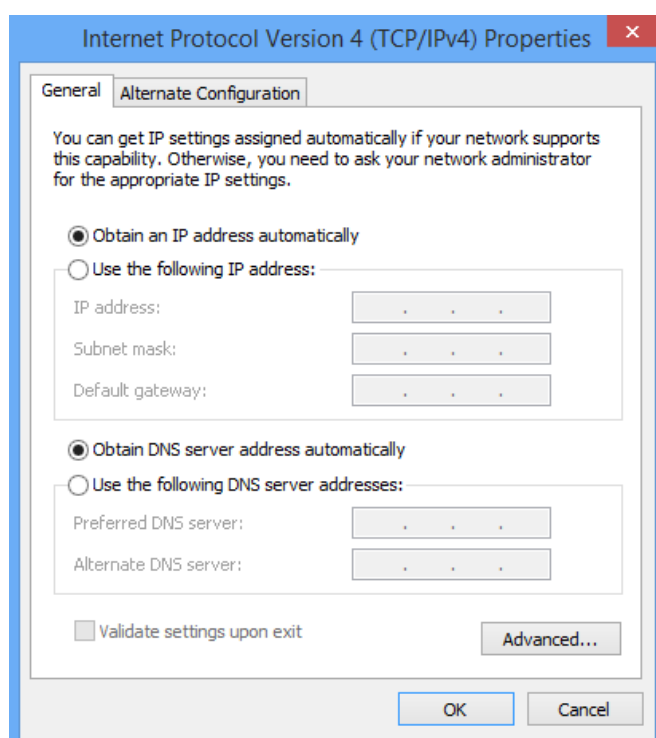 Internet Protocol Version 4 (TCP/IPv4) Properties
General
Alternate Configuration
You can get IP settings assigned automatically if your network supports
this capability. Otherwise, you need to ask your network administrator
for the appropriate IP settings.
Obtain an IP address automatically
Use the following IP address:
IP address:
Subnet mask:
Default gateway:
Obtain DNS server address automatically
Use the following DNS server addresses:
Preferred DNS server:
Alternate DNS server:
Validate settings upon exit
Advanced...
OK
Cancel